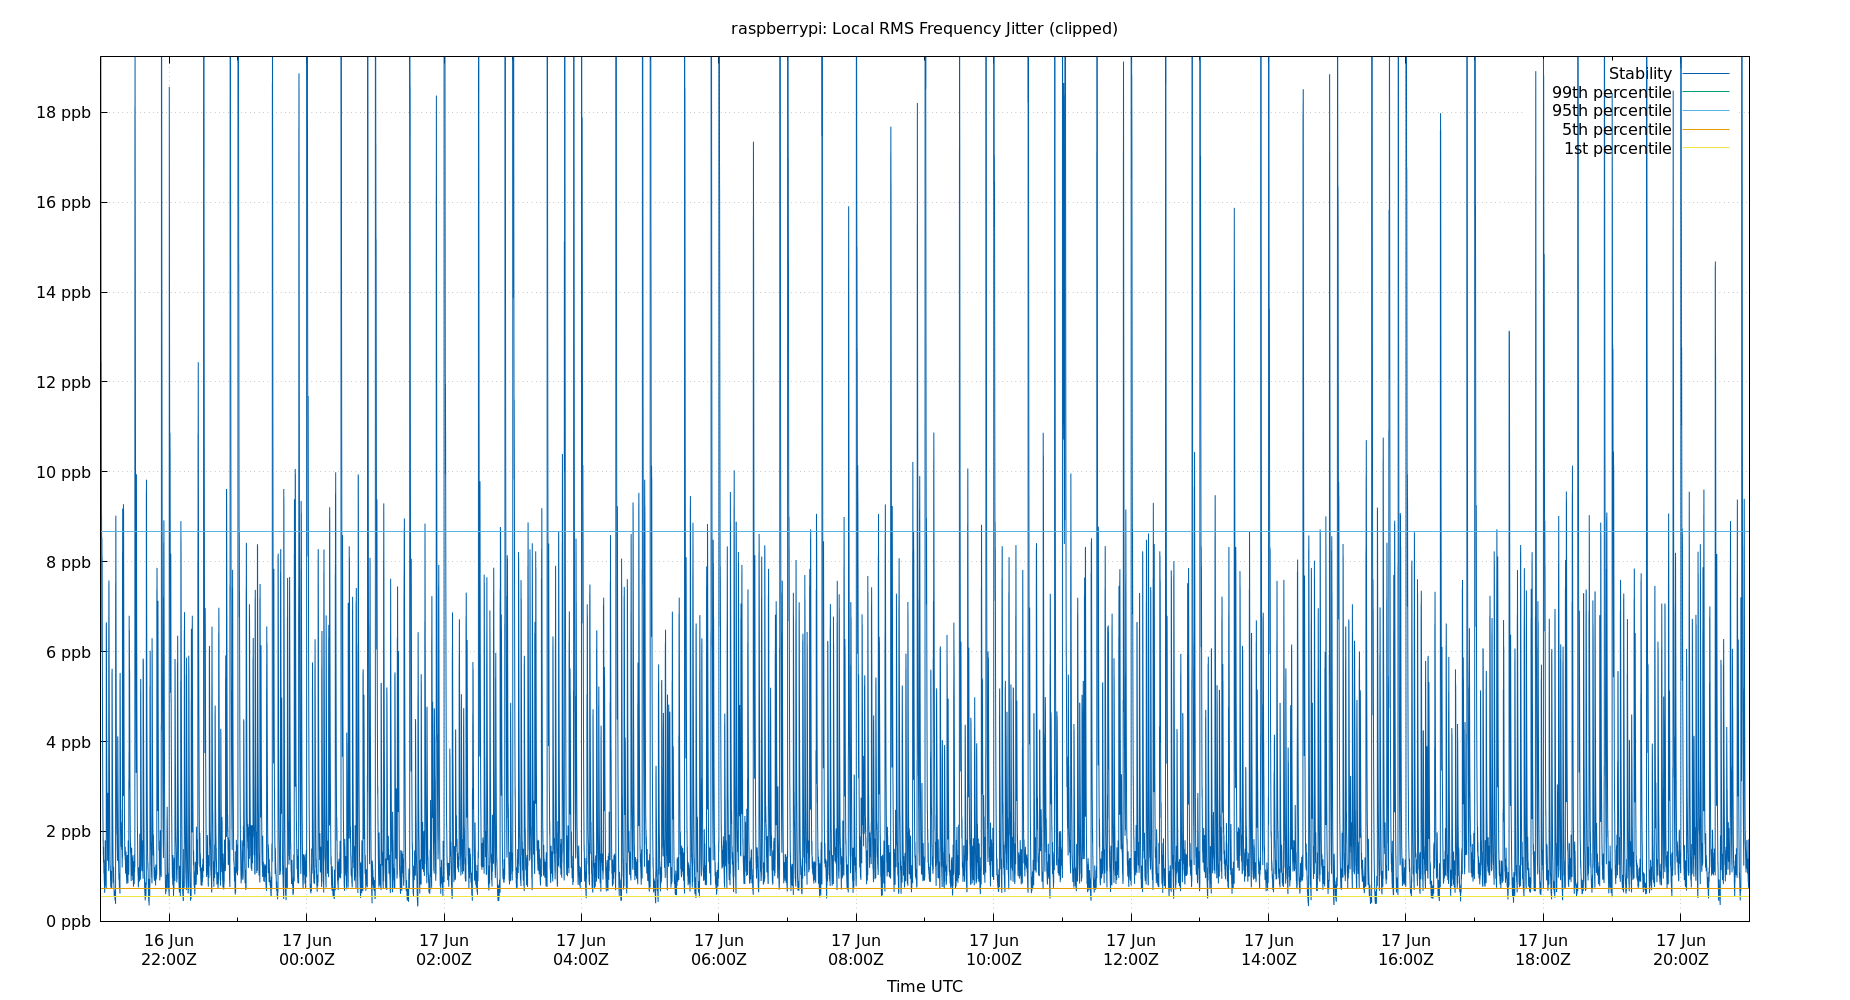 raspberrypi: Local RMS Frequency Jitter (clipped)
Stability
99th percentile
95th percentile
5th percentile
1st percentile
18 ppb
16 ppb
14 ppb
12 ppb
10 ppb
8 ppb
6 ppb
4 ppb
2 ppb
0 ppb
16 Jun 17 Jun 17 Jun 17 Jun 17 Jun 17 Jun 17 Jun 17 Jun 17 Jun 17 Jun 17 Jun 17 Jun
22:00Z 00:00Z 02:00Z 04:00Z 06:00Z 08:00Z 10:00Z 12:00Z 14:00Z 16:00Z 18:00Z 20:00Z
Time UTC